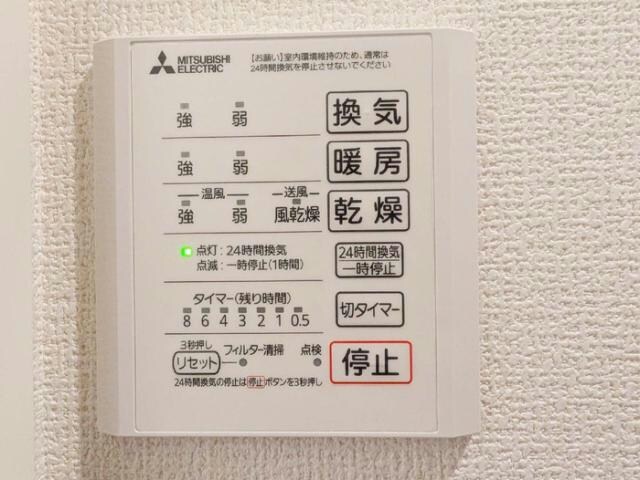 MITSUBISHI ELECTRIC
【お願い】室内環境維持のため、通常は
24時間換気を停止させないでください
強 弱 換気
強 弱 暖房
温風 送風
強 弱 風乾燥 乾燥
点灯:24時間換気
点滅:一時停止(1時間)
24時間換気
一時停止
タイマー(残り時間)
8 6 4 3 2 1 0.5
切タイマー
3秒押し
リセット フィルター清掃 点検
停止
24時間換気の停止は停止ボタンを3秒押し